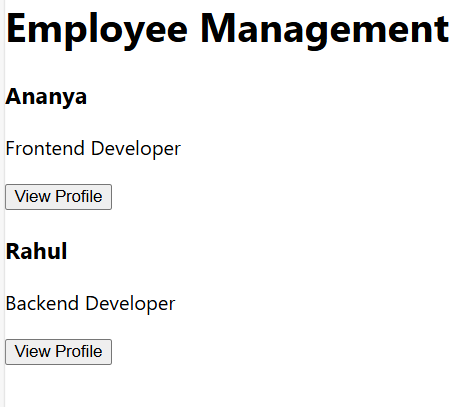 Employee Management
Ananya
Frontend Developer
View Profile
Rahul
Backend Developer
View Profile